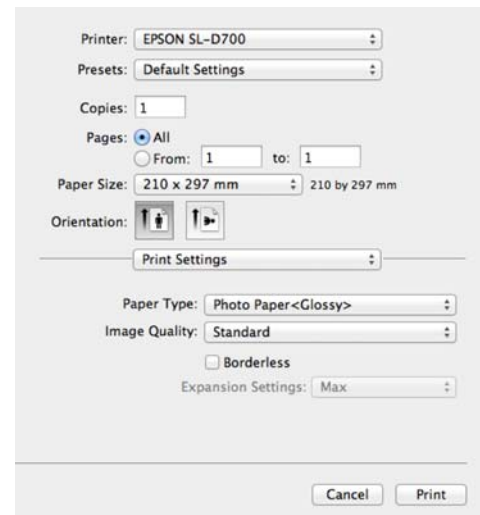 Printer: EPSON SL-D700
Presets: Default Settings
Copies: 1
Pages: All
From: 1 to: 1
Paper Size: 210 x 297 mm 210 by 297 mm
Orientation:
Print Settings
Paper Type: Photo Paper<Glossy>
Image Quality: Standard
Borderless
Expansion Settings: Max
Cancel Print